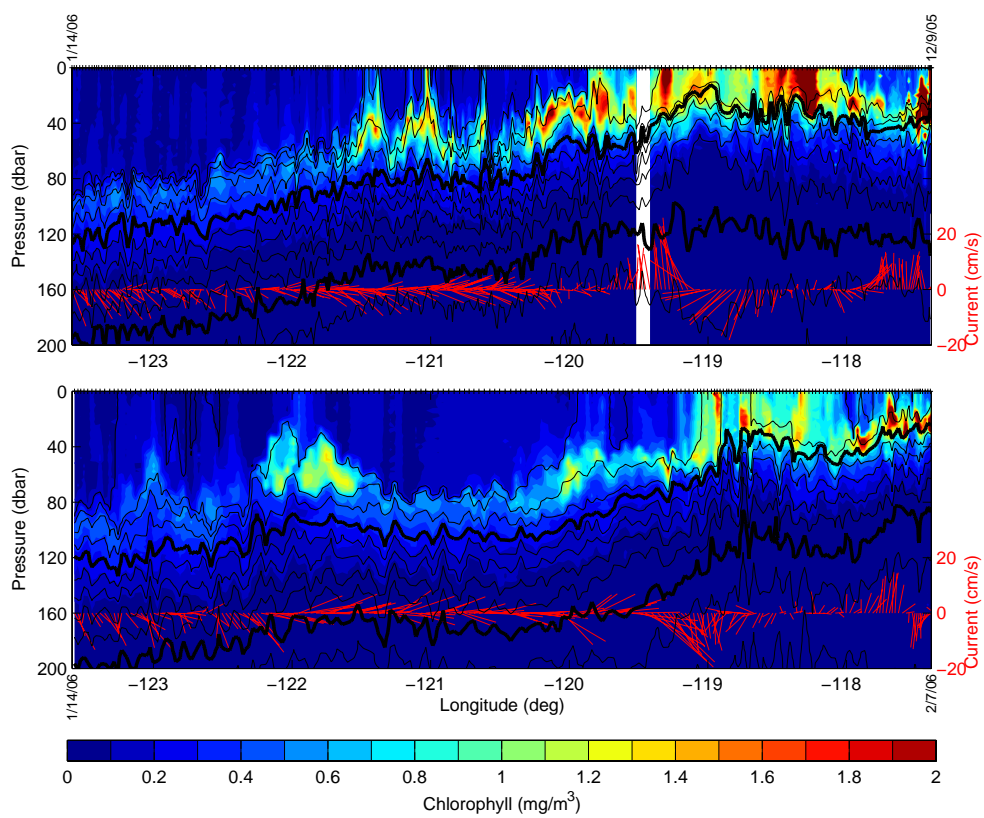 1/14/06
12/9/05
0
40
80
120
160
200
Pressure (dbar)
20
0
−20
Current (cm/s)
−123 −122 −121 −120 −119 −118
0
40
80
120
160
200
Pressure (dbar)
20
0
−20
Current (cm/s)
1/14/06
−123 −122 −121 −120 −119 −118
2/7/06
Longitude (deg)
0 0.2 0.4 0.6 0.8 1 1.2 1.4 1.6 1.8 2
Chlorophyll (mg/m³)